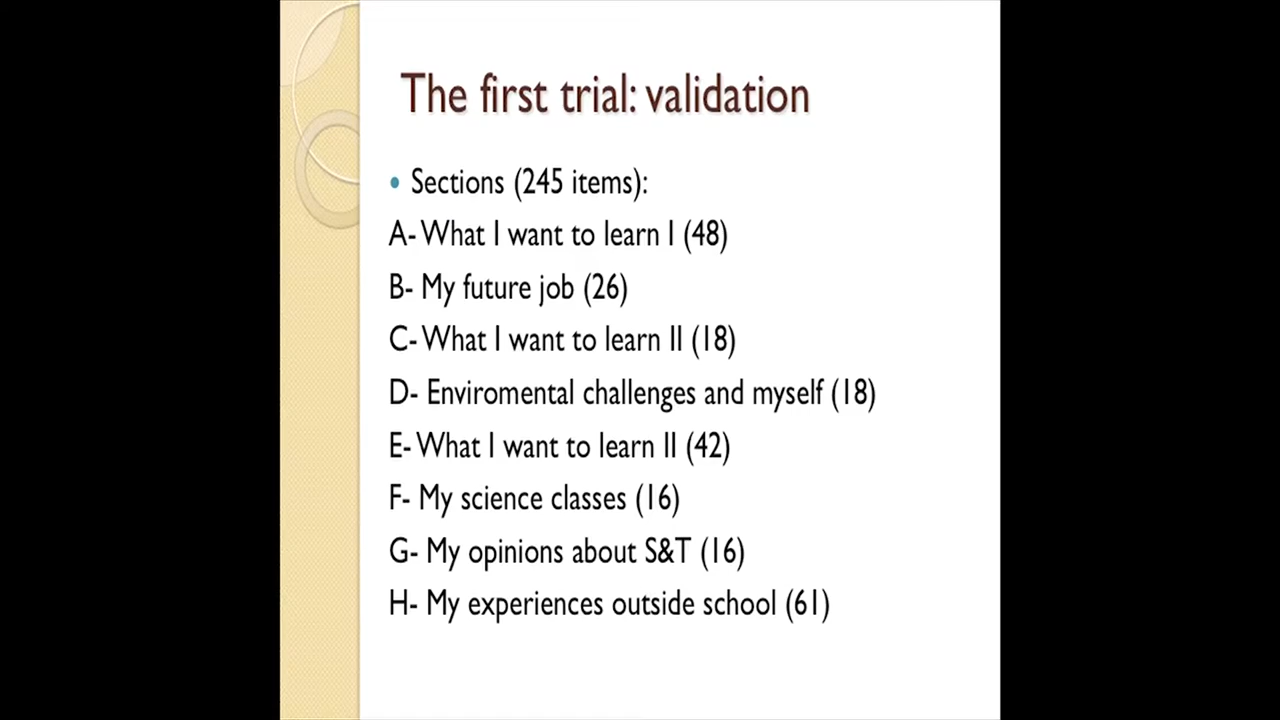 The first trial: validation
• Sections (245 items):
A- What I want to learn I (48)
B- My future job (26)
C- What I want to learn II (18)
D- Enviromental challenges and myself (18)
E- What I want to learn II (42)
F- My science classes (16)
G- My opinions about S&T (16)
H- My experiences outside school (61)